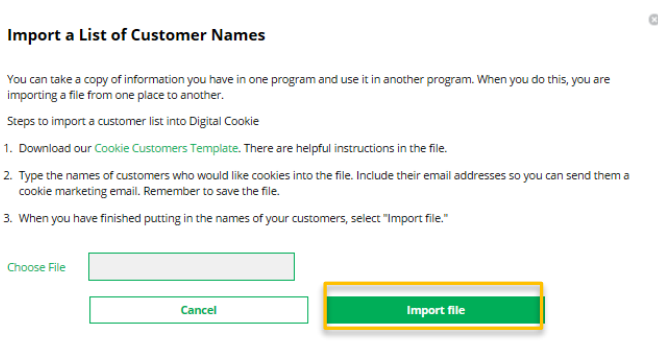 Import a List of Customer Names
You can take a copy of information you have in one program and use it in another program. When you do this, you are
importing a file from one place to another.
Steps to import a customer list into Digital Cookie
1. Download our Cookie Customers Template. There are helpful instructions in the file.
2. Type the names of customers who would like cookies into the file. Include their email addresses so you can send them a
cookie marketing email. Remember to save the file.
3. When you have finished putting in the names of your customers, select "Import file."
Choose File
Cancel
Import file